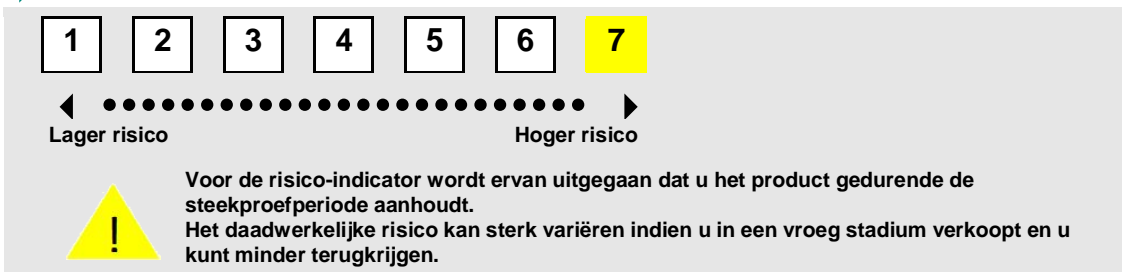 1 2 3 4 5 6 7
Lager risico Hoger risico
!
Voor de risico-indicator wordt ervan uitgegaan dat u het product gedurende de
steekproefperiode aanhoudt.
Het daadwerkelijke risico kan sterk variëren indien u in een vroeg stadium verkoopt en u
kunt minder terugkrijgen.